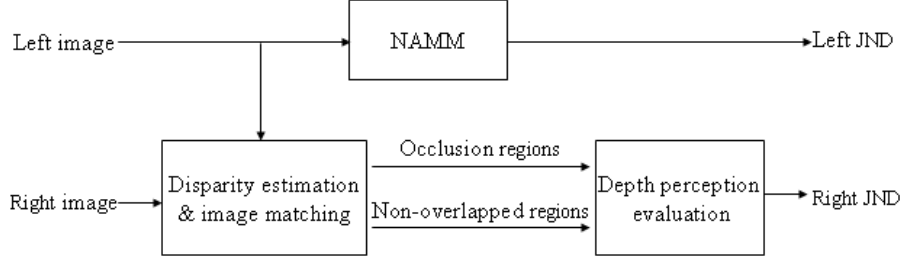 Left image
NAMM
Left JND
Occlusion regions
Disparity estimation
& image matching
Depth perception
evaluation
Right image
Non-overlapped regions
Right JND